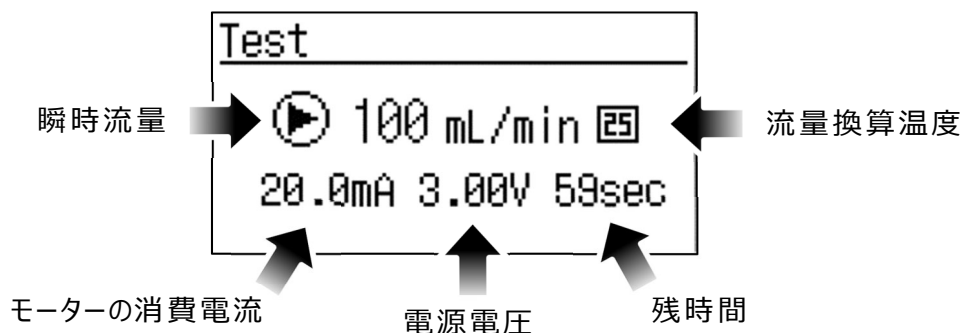 Test
瞬時流量
100 mL/min 25
流量換算温度
20.0mA 3.00V 59sec
モーターの消費電流
電源電圧
残時間